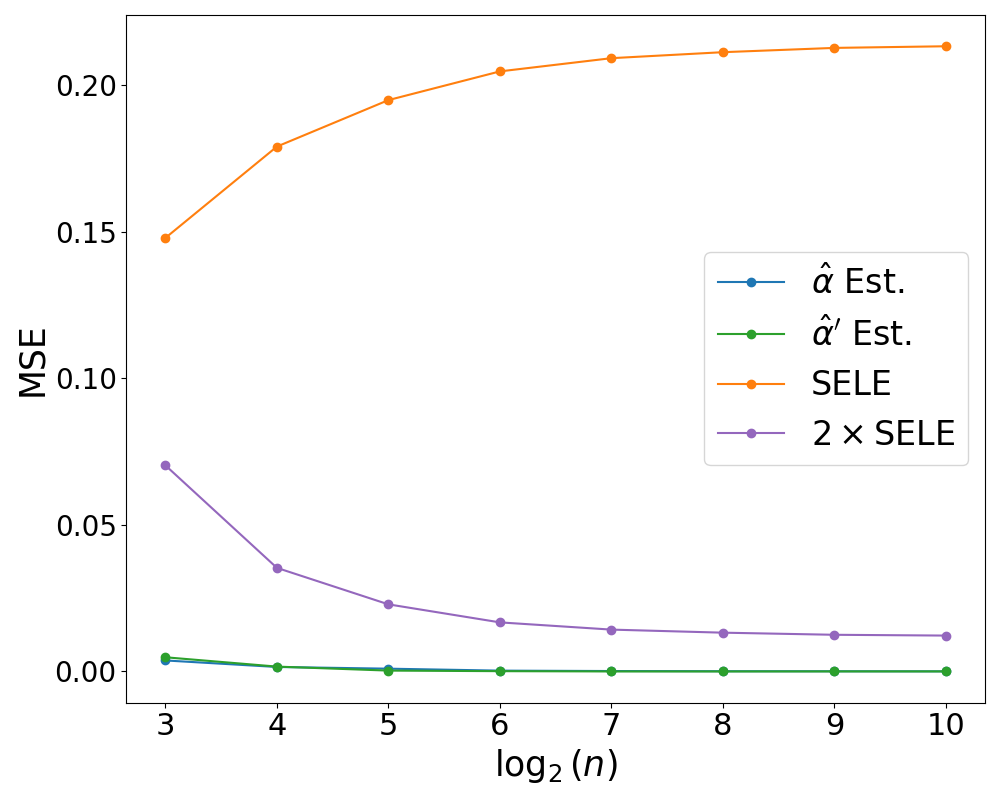 0.20
0.15
0.10
0.05
0.00
MSE
3 4 5 6 7 8 9 10
log₂(n)
α̂ Est.
α̂′ Est.
SELE
2 × SELE